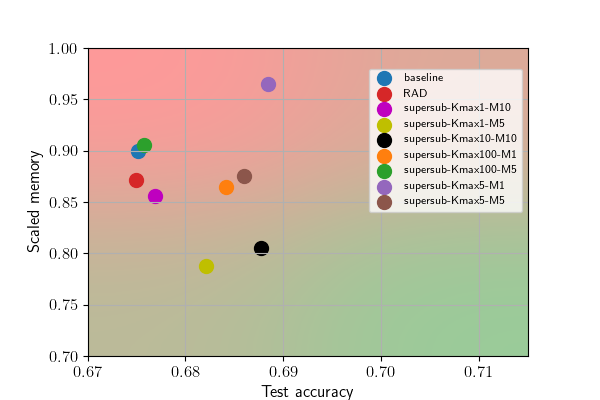 1.00
0.95
0.90
0.85
0.80
0.75
0.70
Scaled memory
baseline
RAD
supersub-Kmax1-M10
supersub-Kmax1-M5
supersub-Kmax10-M10
supersub-Kmax100-M1
supersub-Kmax100-M5
supersub-Kmax5-M1
supersub-Kmax5-M5
0.67 0.68 0.69 0.70 0.71
Test accuracy